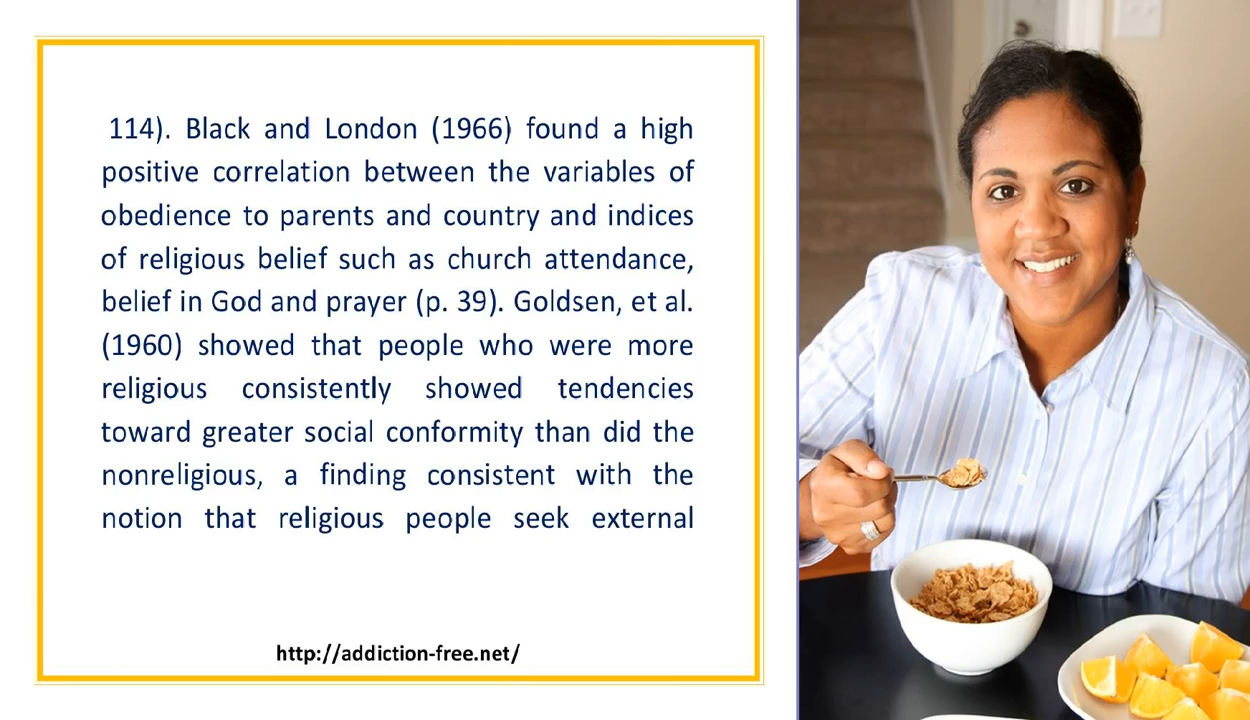 114). Black and London (1966) found a high
positive correlation between the variables of
obedience to parents and country and indices
of religious belief such as church attendance,
belief in God and prayer (p. 39). Goldsen, et al.
(1960) showed that people who were more
religious consistently showed tendencies
toward greater social conformity than did the
nonreligious, a finding consistent with the
notion that religious people seek external
http://addiction-free.net/